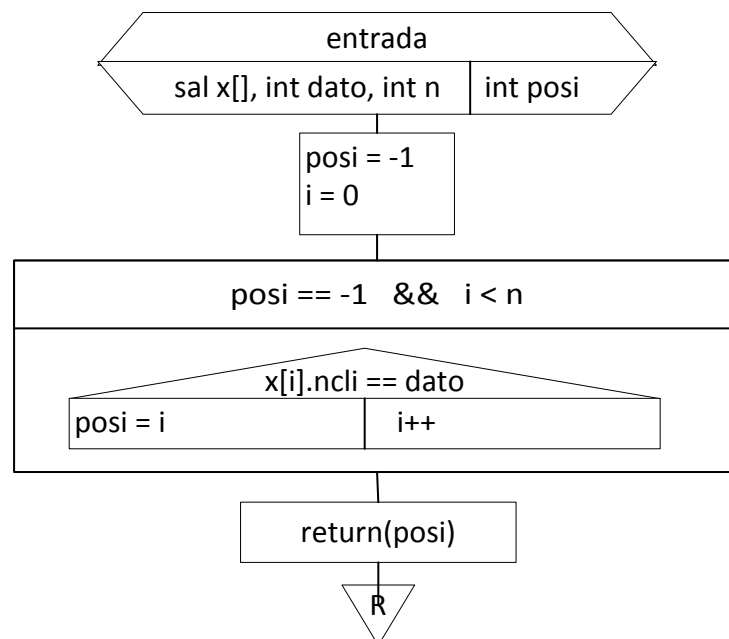 entrada
sal x[], int dato, int n int posi
posi = -1
i = 0
posi == -1 && i < n
x[i].ncli == dato
posi = i i++
return(posi)
R